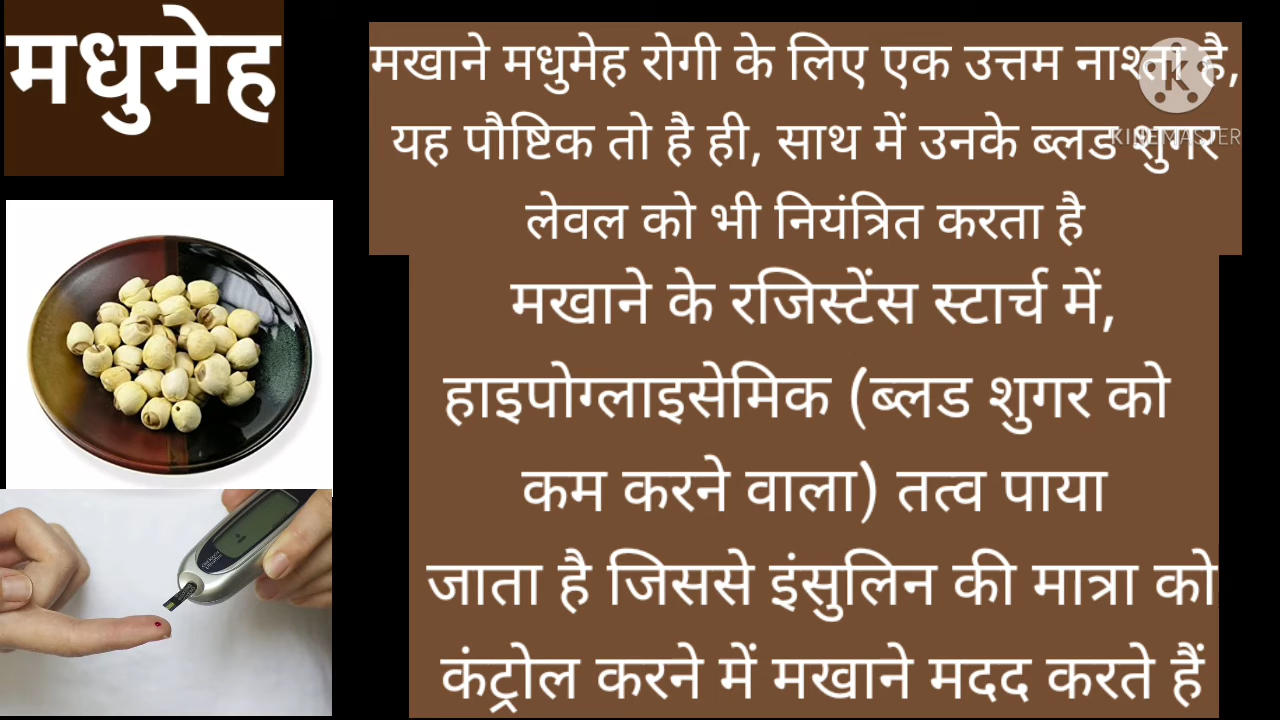 मधुमेह
मखाने मधुमेह रोगी के लिए एक उत्तम नाश्ता है,
यह पौष्टिक तो है ही, साथ में उनके ब्लड शुगर
लेवल को भी नियंत्रित करता है
मखाने के रजिस्टेंस स्टार्च में,
हाइपोग्लाइसेमिक (ब्लड शुगर को
कम करने वाला) तत्व पाया
जाता है जिससे इंसुलिन की मात्रा को
कंट्रोल करने में मखाने मदद करते हैं
K
KINEMASTER